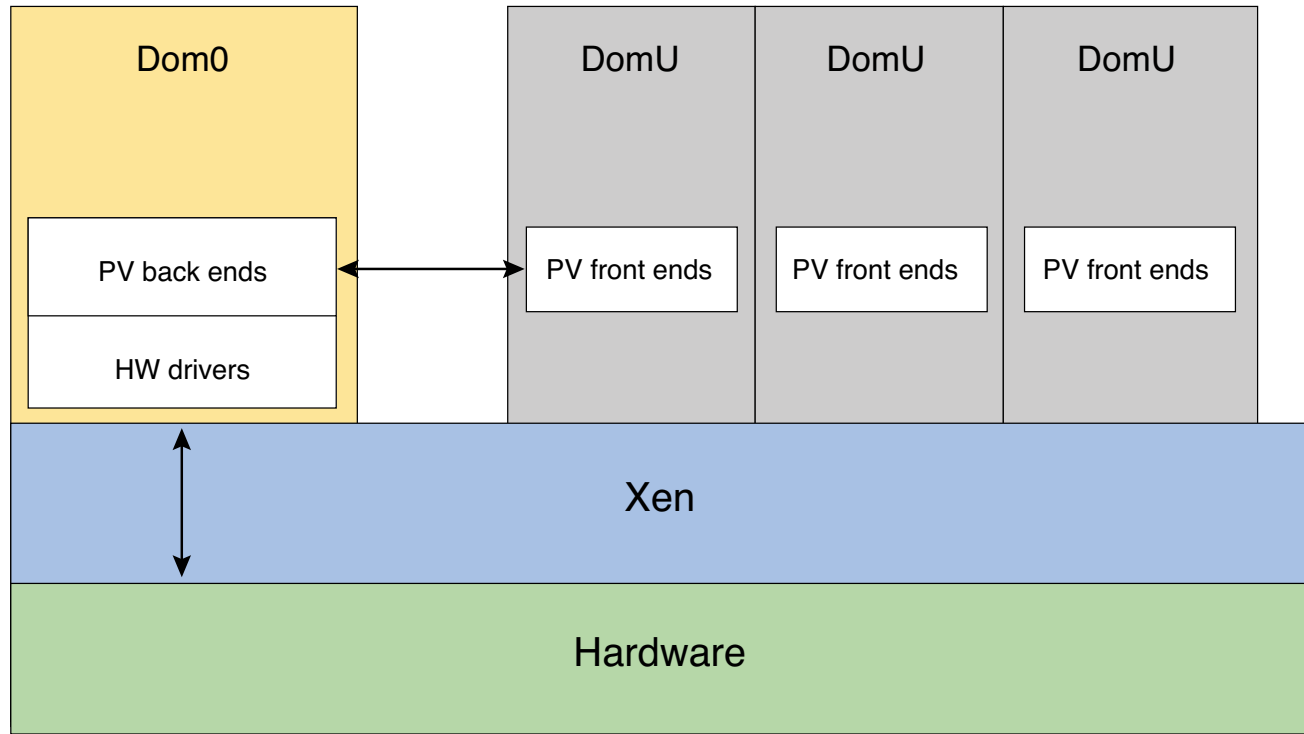 Dom0
DomU
DomU
DomU
PV back ends
PV front ends
PV front ends
PV front ends
HW drivers
Xen
Hardware